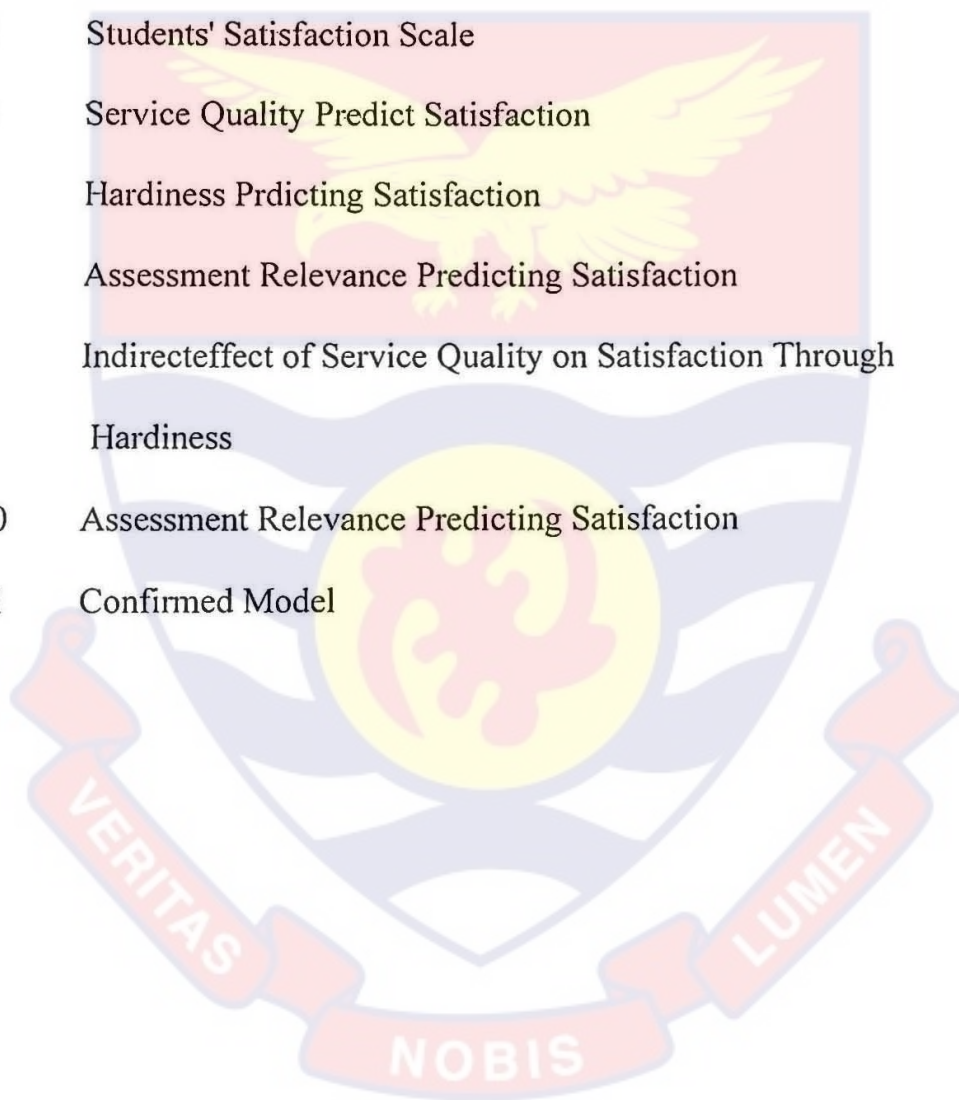 Students' Satisfaction Scale
Service Quality Predict Satisfaction
Hardiness Prdicting Satisfaction
Assessment Relevance Predicting Satisfaction
Indirecteffect of Service Quality on Satisfaction Through
Hardiness
0 Assessment Relevance Predicting Satisfaction
Confirmed Model
VERITAS
NOBIS
LUMEN